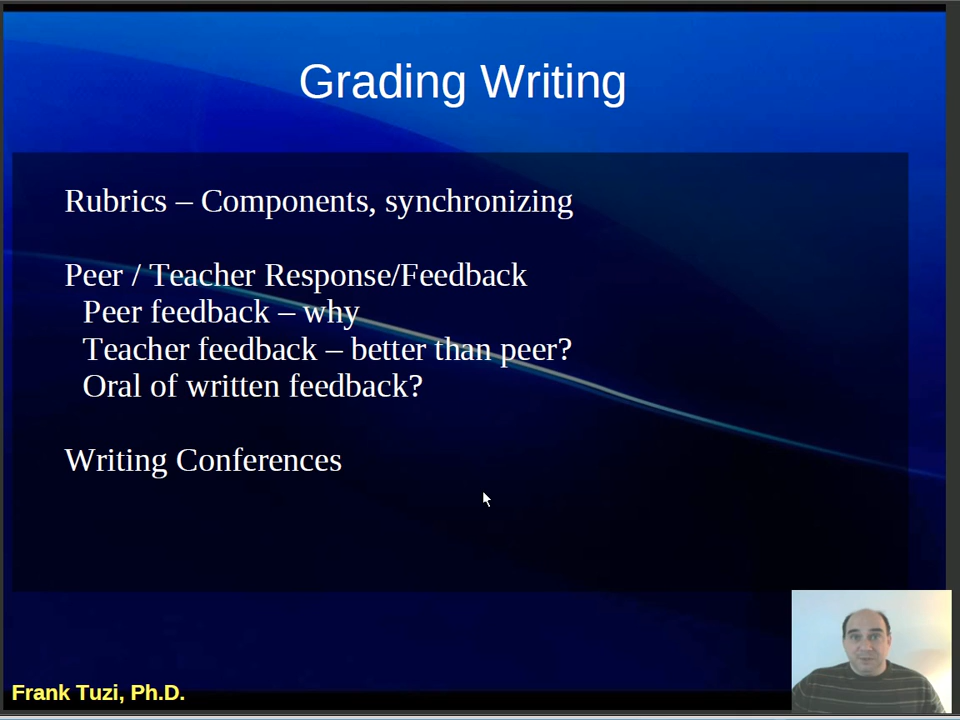 Grading Writing
Rubrics – Components, synchronizing
Peer / Teacher Response/Feedback
Peer feedback – why
Teacher feedback – better than peer?
Oral of written feedback?
Writing Conferences
Frank Tuzi, Ph.D.